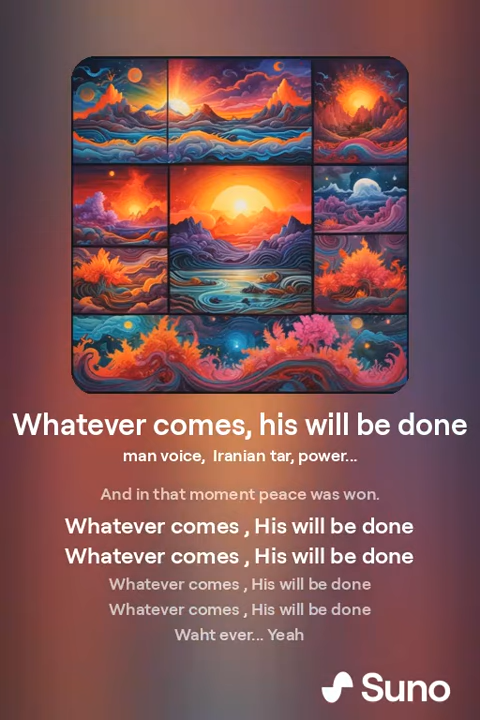 Whatever comes, his will be done
man voice, Iranian tar, power...
And in that moment peace was won.
Whatever comes , His will be done
Whatever comes , His will be done
Whatever comes , His will be done
Whatever comes , His will be done
Waht ever... Yeah
Suno